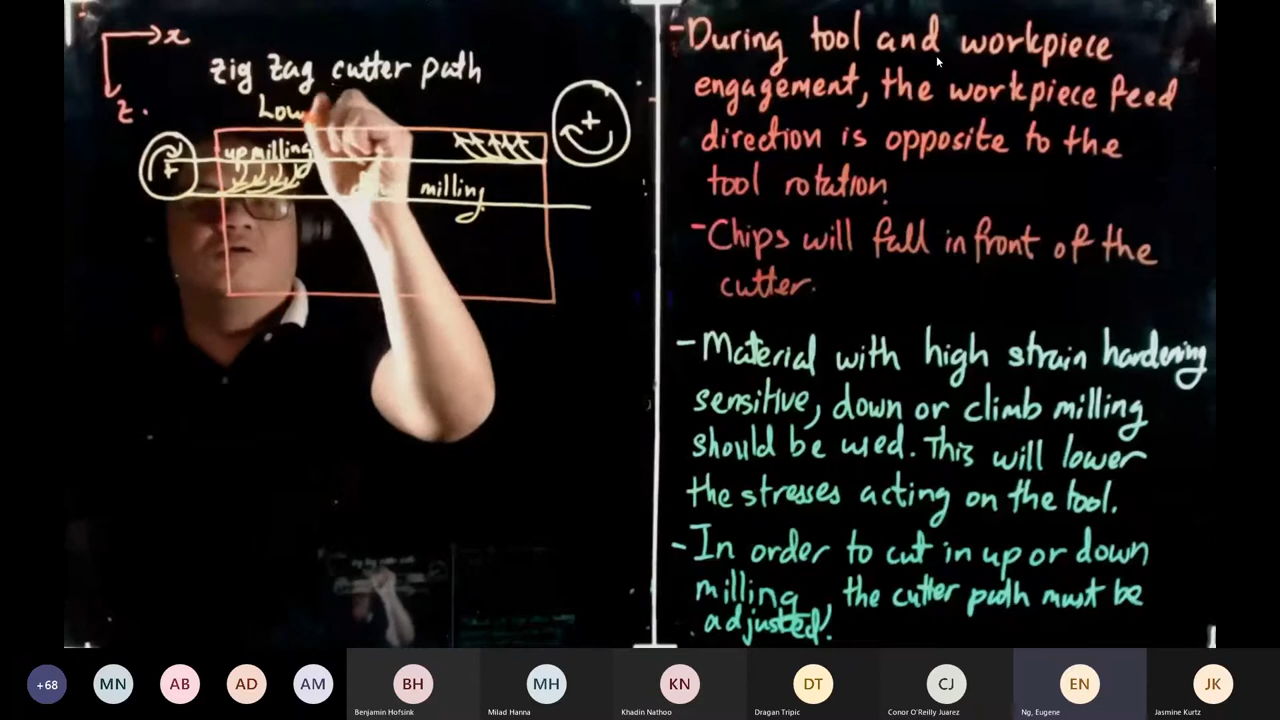 x
z.
zig zag cutter path
Low
up milling
milling
-During tool and workpiece
engagement, the workpiece feed
direction is opposite to the
tool rotation.
-Chips will fall in front of the
cutter.
-Material with high strain hardening
sensitive, down or climb milling
should be used. This will lower
the stresses acting on the tool.
-In order to cut in up or down
milling, the cutter path must be
adjusted!
+68
MN
AB
AD
AM
BH
MH
KN
DT
CJ
EN
JK
Benjamin Hofsink
Milad Hanna
Khadin Nathoo
Dragan Tripic
Conor O'Reilly Juarez
Ng, Eugene
Jasmine Kurtz